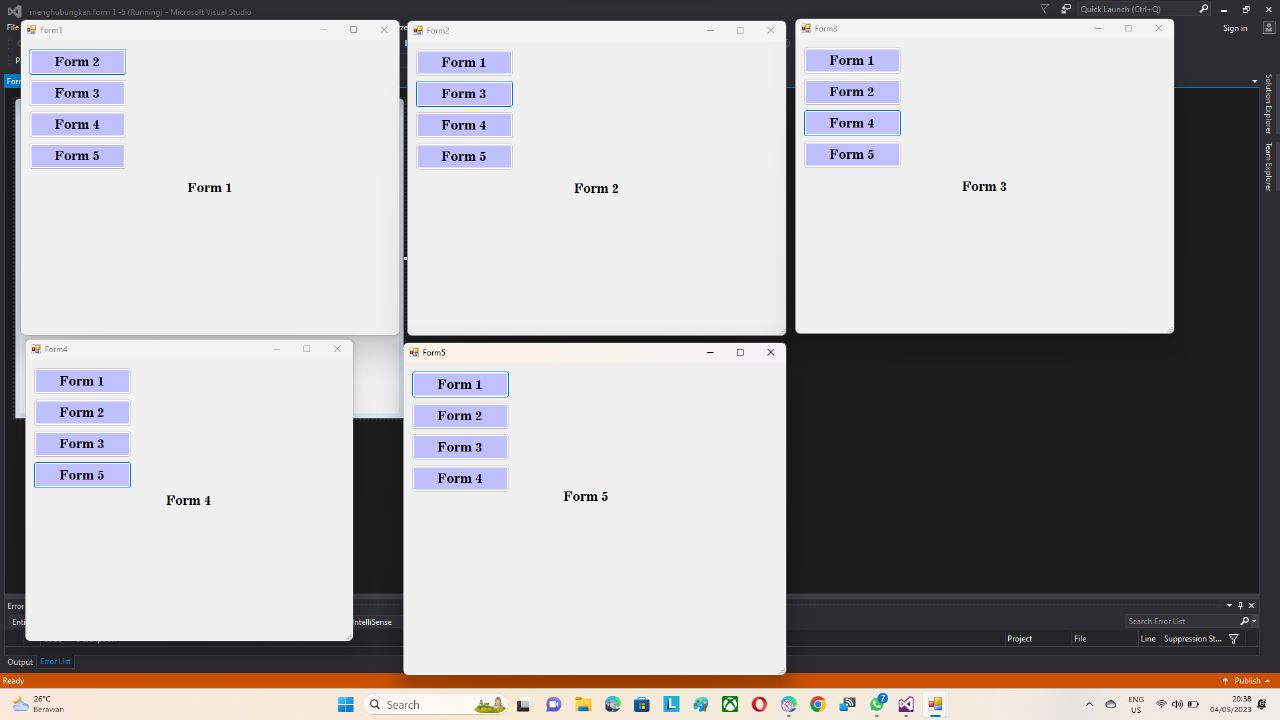 menghubungkan form 1 -5 (Running) - Microsoft Visual Studio
Quick Launch (Ctrl+Q)
File
Sign in
Form1
Form 2
Form 3
Form 4
Form 5
Form 1
Form2
Form 1
Form 3
Form 4
Form 5
Form 2
Form3
Form 1
Form 2
Form 4
Form 5
Form 3
Solution Explorer
Team Explorer
Form4
Form 1
Form 2
Form 3
Form 5
Form 4
Form5
Form 1
Form 2
Form 3
Form 4
Form 5
IntelliSense
Search Error List
Project
File
Line
Suppression St...
Output
Error List
Ready
Publish
26°C
Berawan
Search
7
ENG
US
20:38
04/05/2023